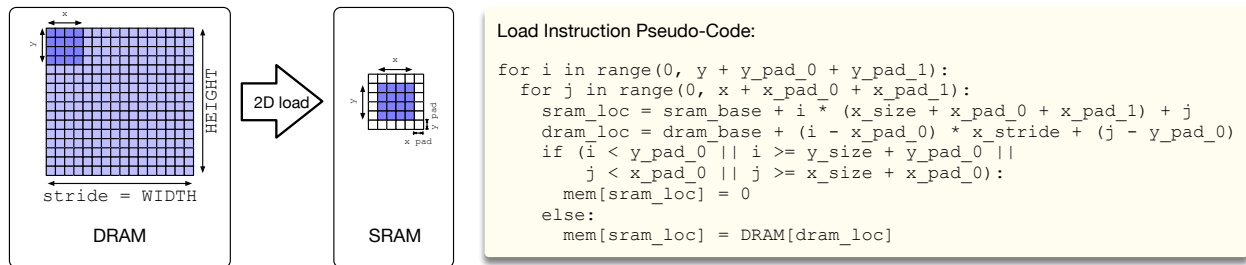 x
y
HEIGHT
stride = WIDTH
DRAM
2D load
x
y
y pad
x pad
SRAM
Load Instruction Pseudo-Code:
for i in range(0, y + y_pad_0 + y_pad_1):
for j in range(0, x + x_pad_0 + x_pad_1):
sram_loc = sram_base + i * (x_size + x_pad_0 + x_pad_1) + j
dram_loc = dram_base + (i - x_pad_0) * x_stride + (j - y_pad_0)
if (i < y_pad_0 || i >= y_size + y_pad_0 ||
j < x_pad_0 || j >= x_size + x_pad_0):
mem[sram_loc] = 0
else:
mem[sram_loc] = DRAM[dram_loc]